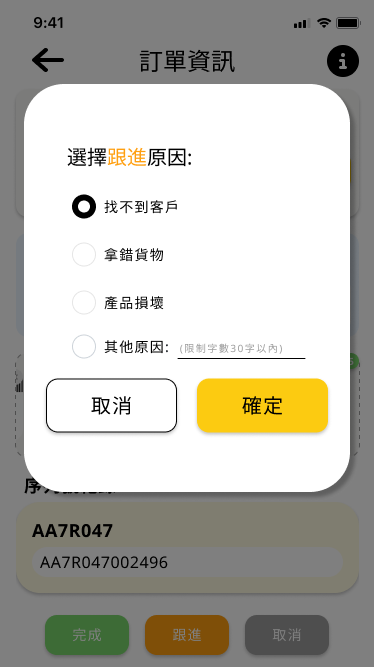 9:41
訂單資訊
選擇跟進原因:
找不到客戶
拿錯貨物
產品損壞
其他原因: (限制字數30字以內)
取消 確定
AA7R047
AA7R047002496
完成 跟進 取消